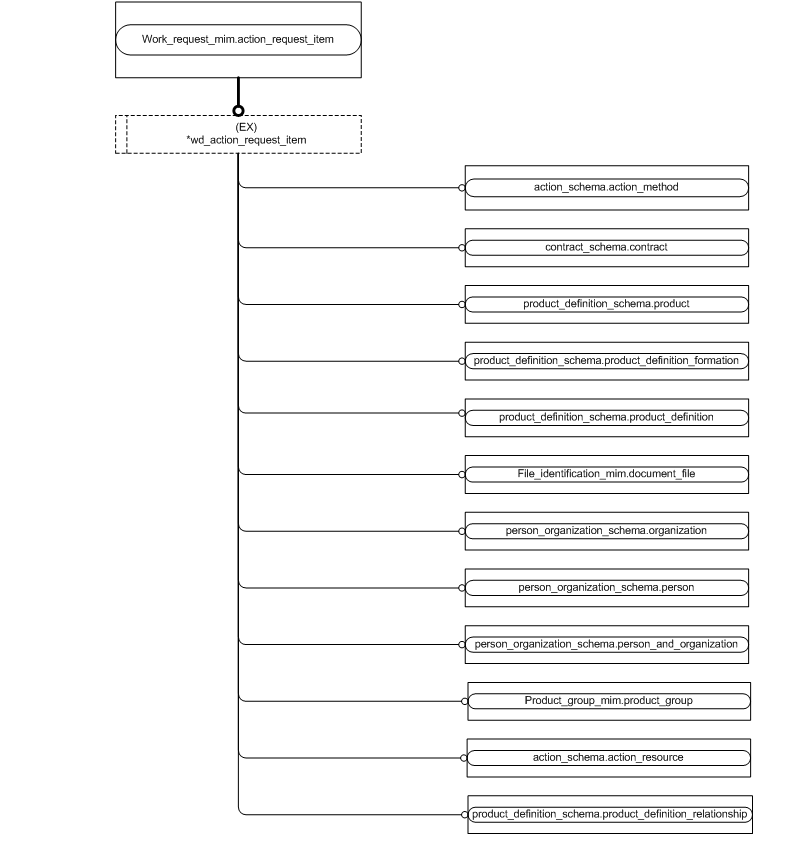 Work_request_mim.action_request_item
(EX)
*wd_action_request_item
action_schema.action_method
contract_schema.contract
product_definition_schema.product
product_definition_schema.product_definition_formation
product_definition_schema.product_definition
File_identification_mim.document_file
person_organization_schema.organization
person_organization_schema.person
person_organization_schema.person_and_organization
Product_group_mim.product_group
action_schema.action_resource
product_definition_schema.product_definition_relationship